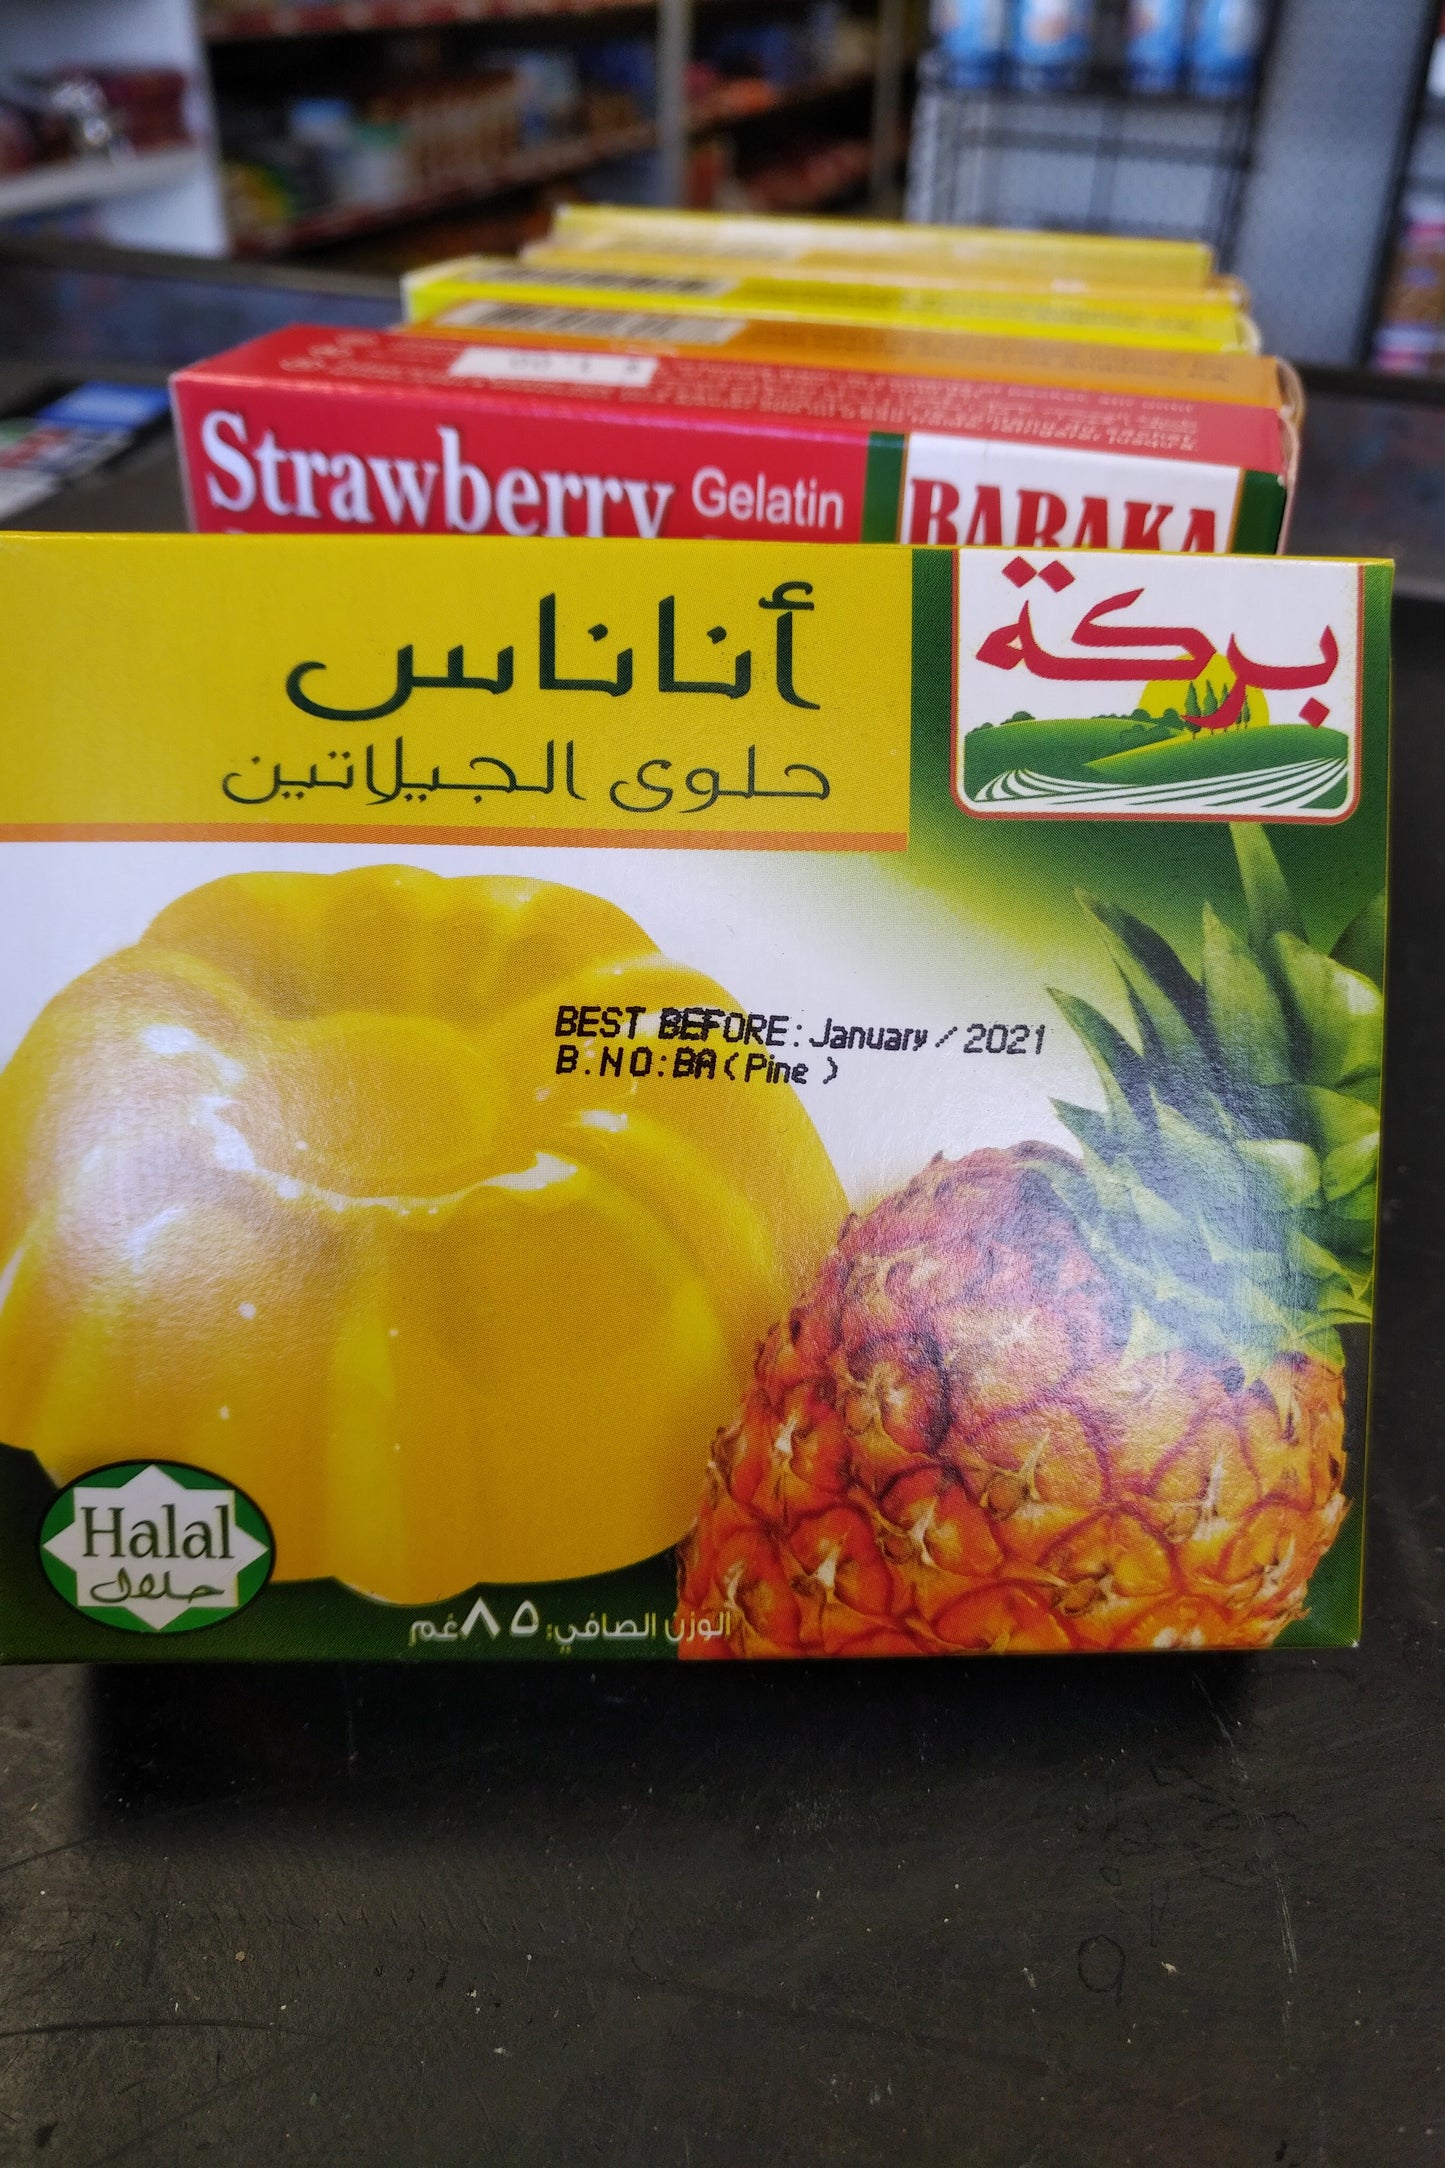 Strawberry Gelatin
BARAKA
أناناس
حلوى الجيلاتين
بركة
BEST BEFORE: January / 2021
B.NO: BA (Pine )
Halal
حلال
الوزن الصافي: ٨٥ غم